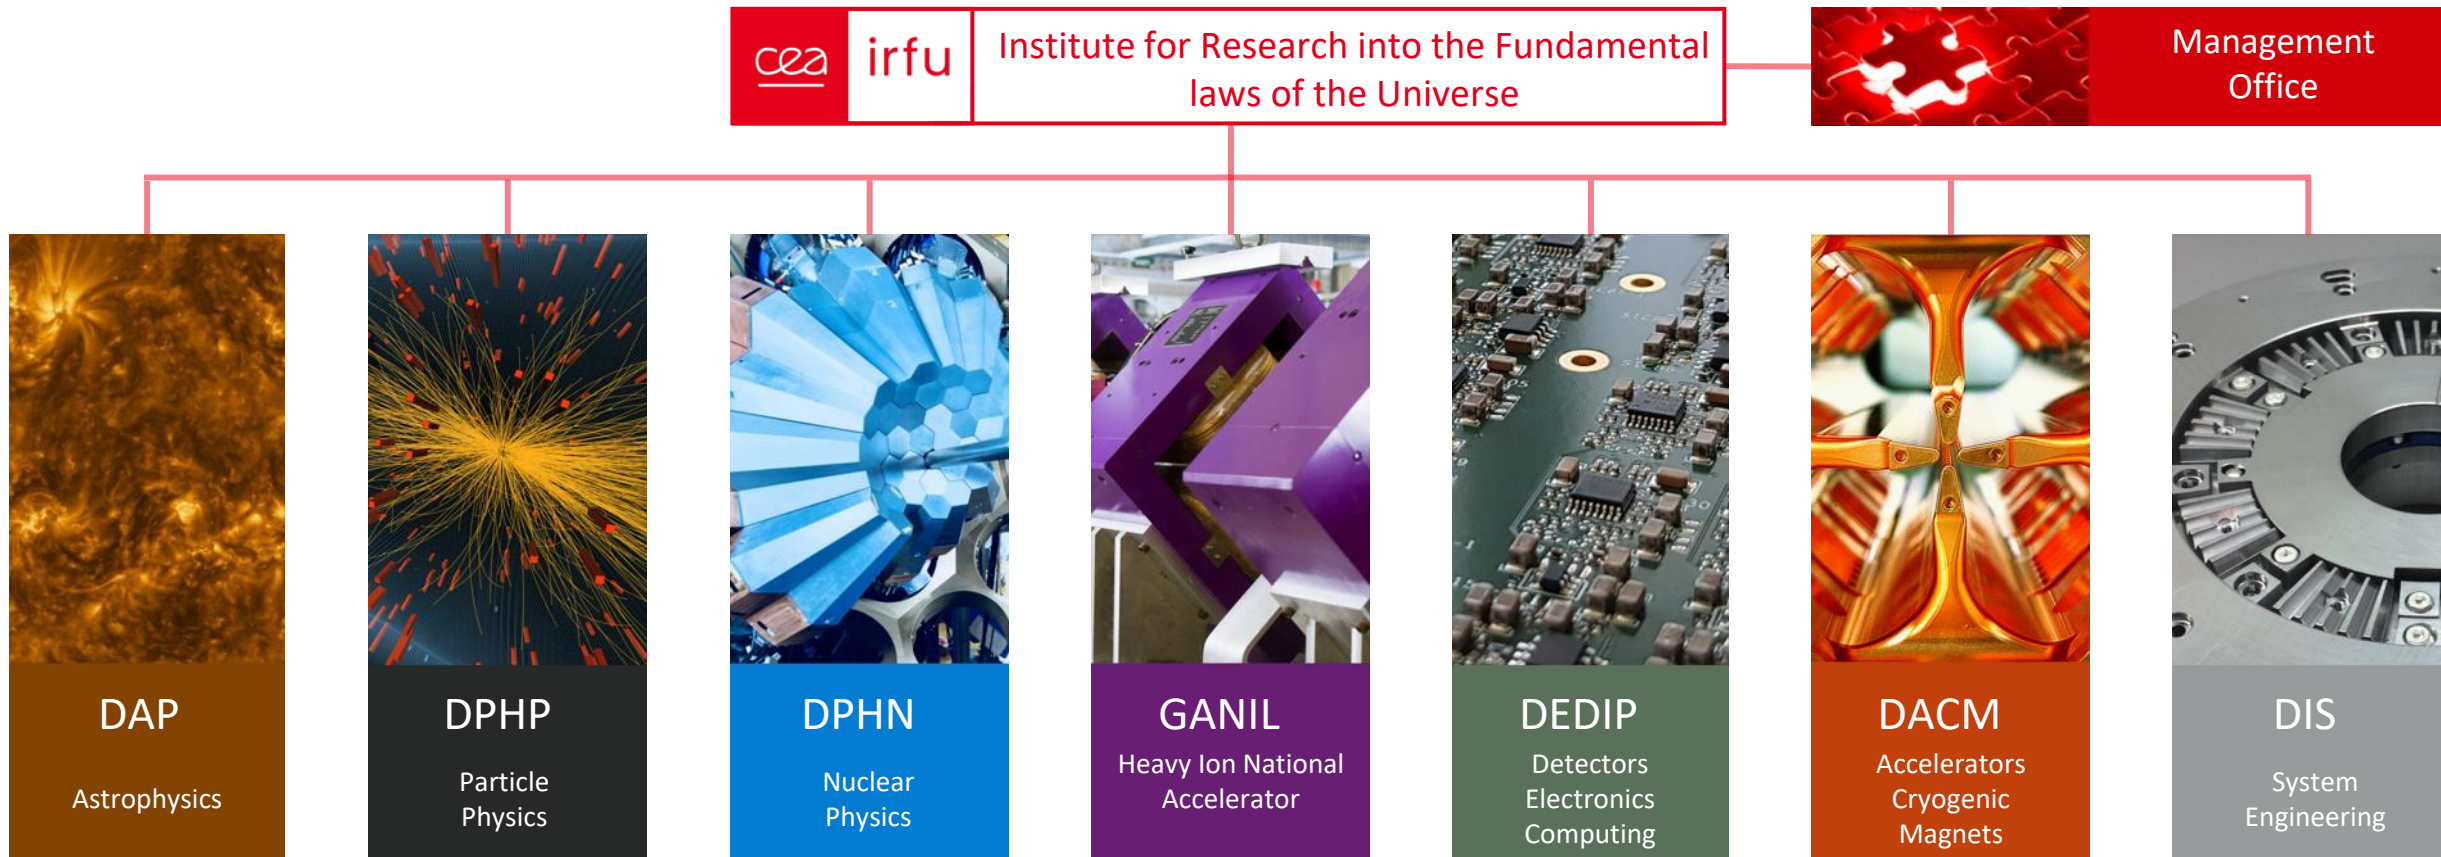 cea
irfu
Institute for Research into the Fundamental
laws of the Universe
Management
Office
DAP
Astrophysics
DPHP
Particle
Physics
DPHN
Nuclear
Physics
GANIL
Heavy Ion National
Accelerator
DEDIP
Detectors
Electronics
Computing
DACM
Accelerators
Cryogenic
Magnets
DIS
System
Engineering